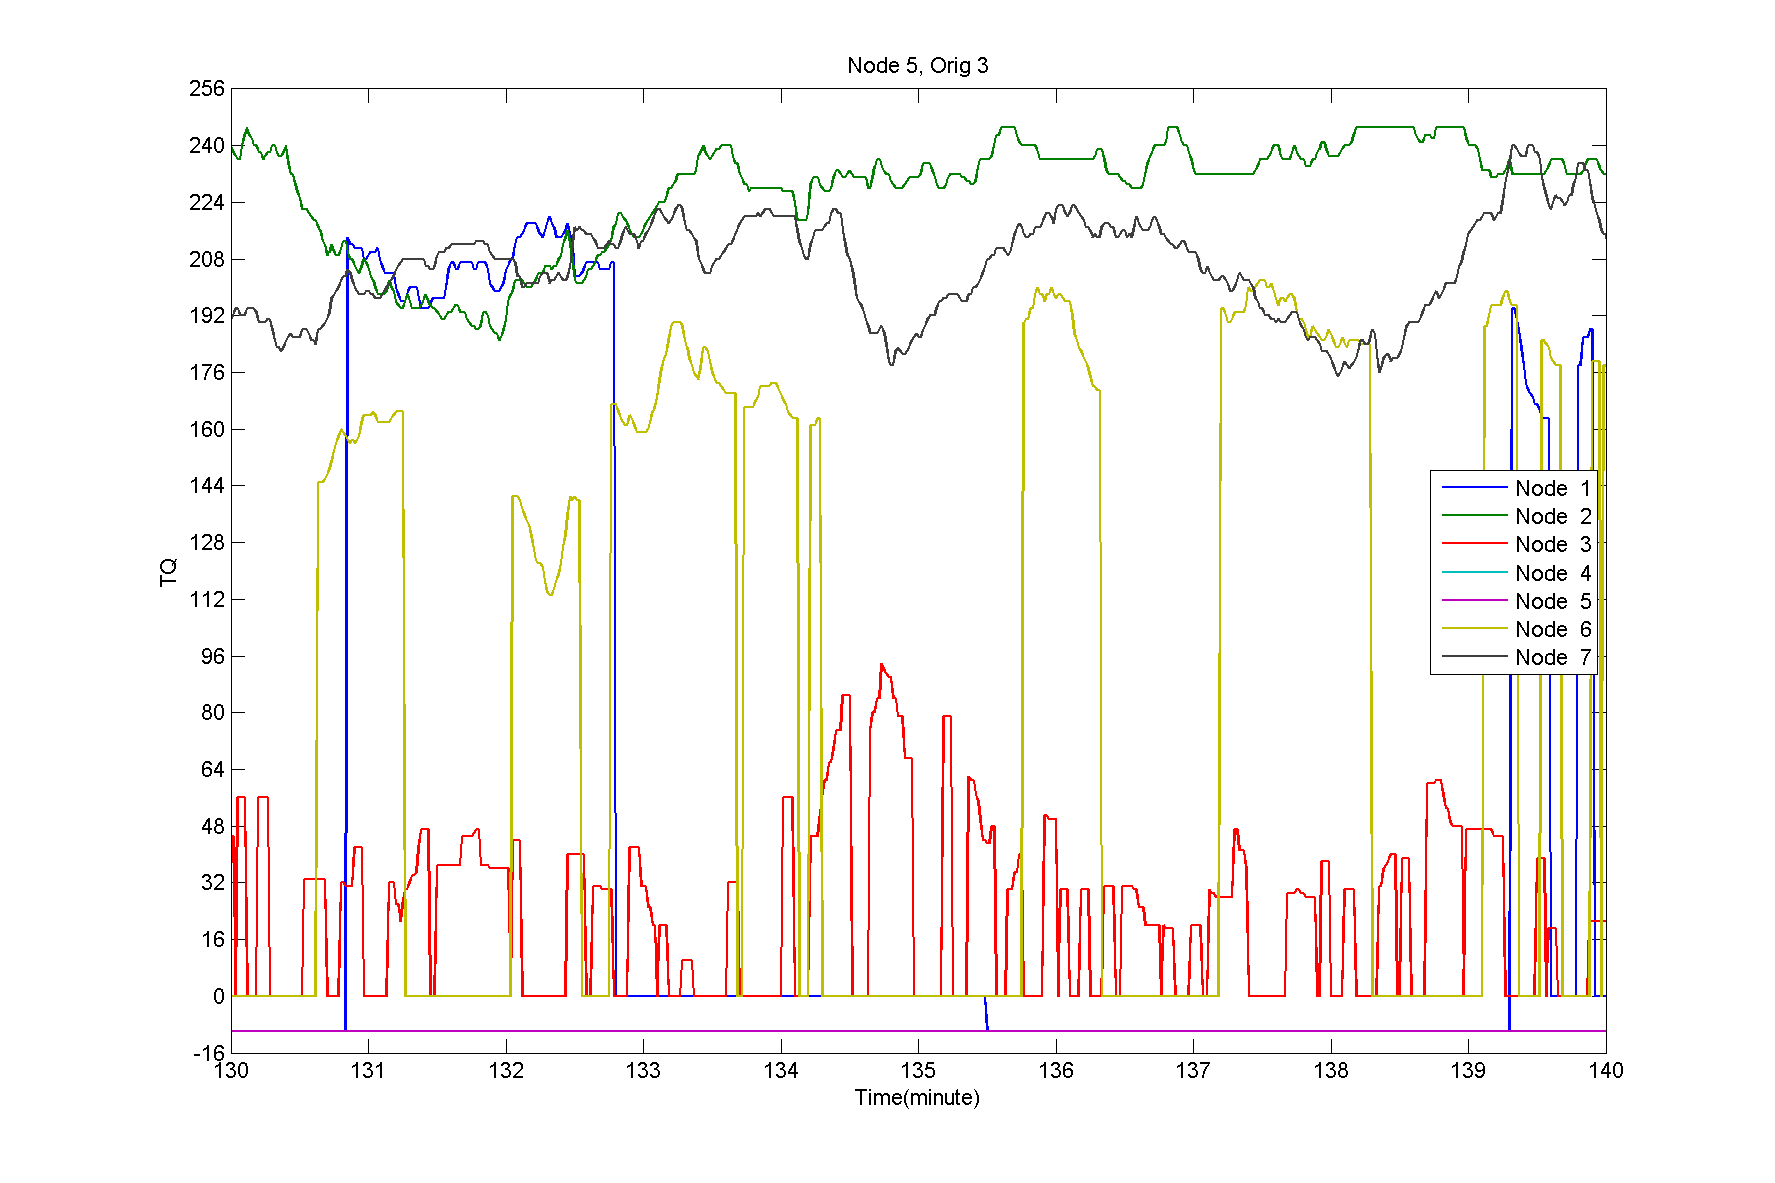 Node 5, Orig 3
256
240
224
208
192
176
160
144
128
112
96
80
64
48
32
16
0
-16
TQ
Node 1
Node 2
Node 3
Node 4
Node 5
Node 6
Node 7
130 131 132 133 134 135 136 137 138 139 140
Time(minute)